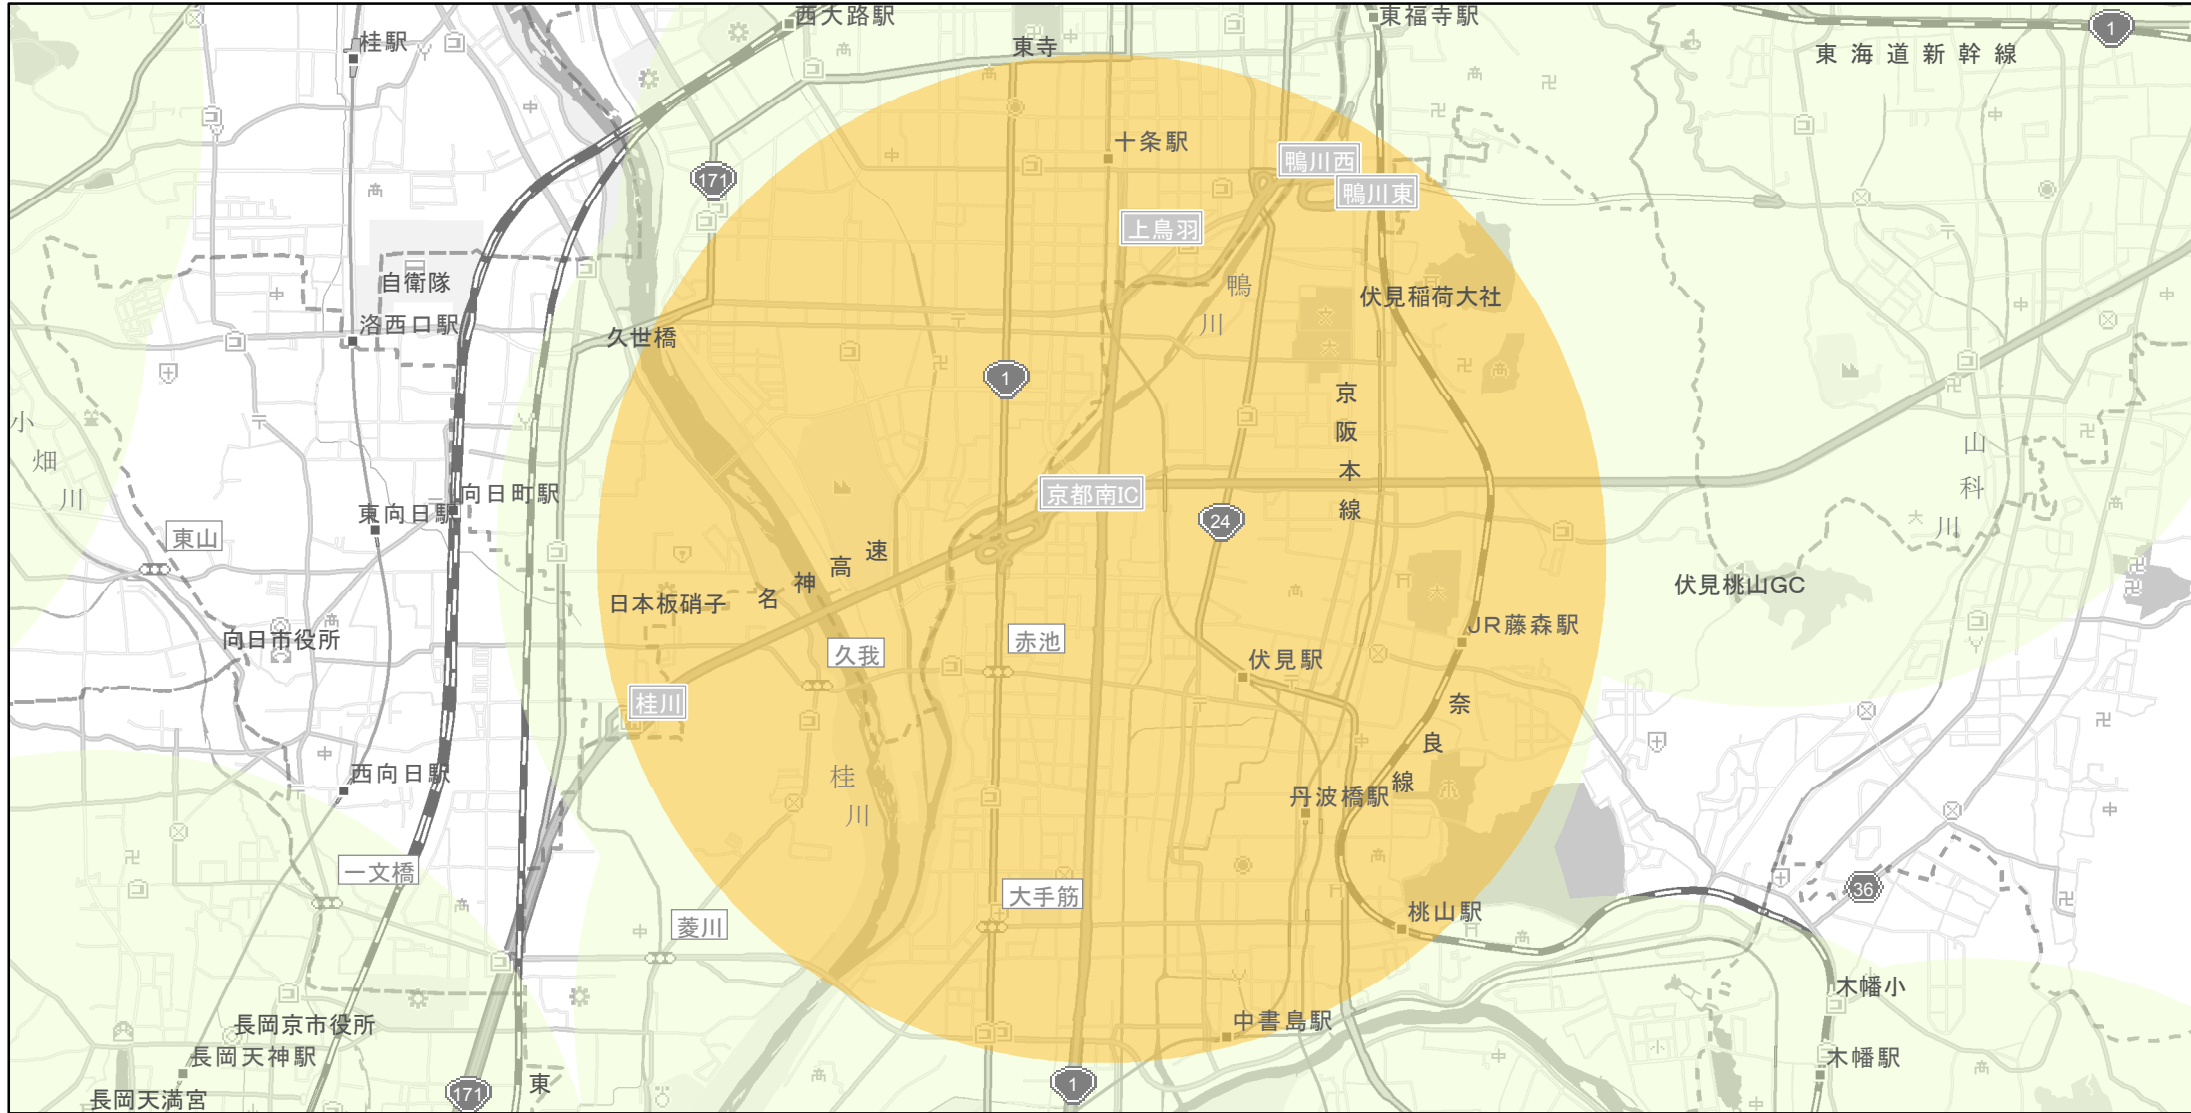 西大路駅
東福寺駅
1
桂駅
東寺
東海道新幹線
十条駅
鴨川西
171
鴨川東
上鳥羽
自衛隊
鴨川
伏見稲荷大社
洛西口駅
久世橋
1
京阪本線
小畑川
山科川
向日町駅
京都南IC
東向日駅
24
東山
名神高速
伏見桃山GC
日本板硝子
向日市役所
久我
赤池
JR藤森駅
伏見駅
桂川
奈良線
西向日駅
桂川
丹波橋駅
一文橋
36
大手筋
桃山駅
菱川
木幡小
長岡京市役所
中書島駅
長岡天神駅
木幡駅
171
東
1
長岡天満宮